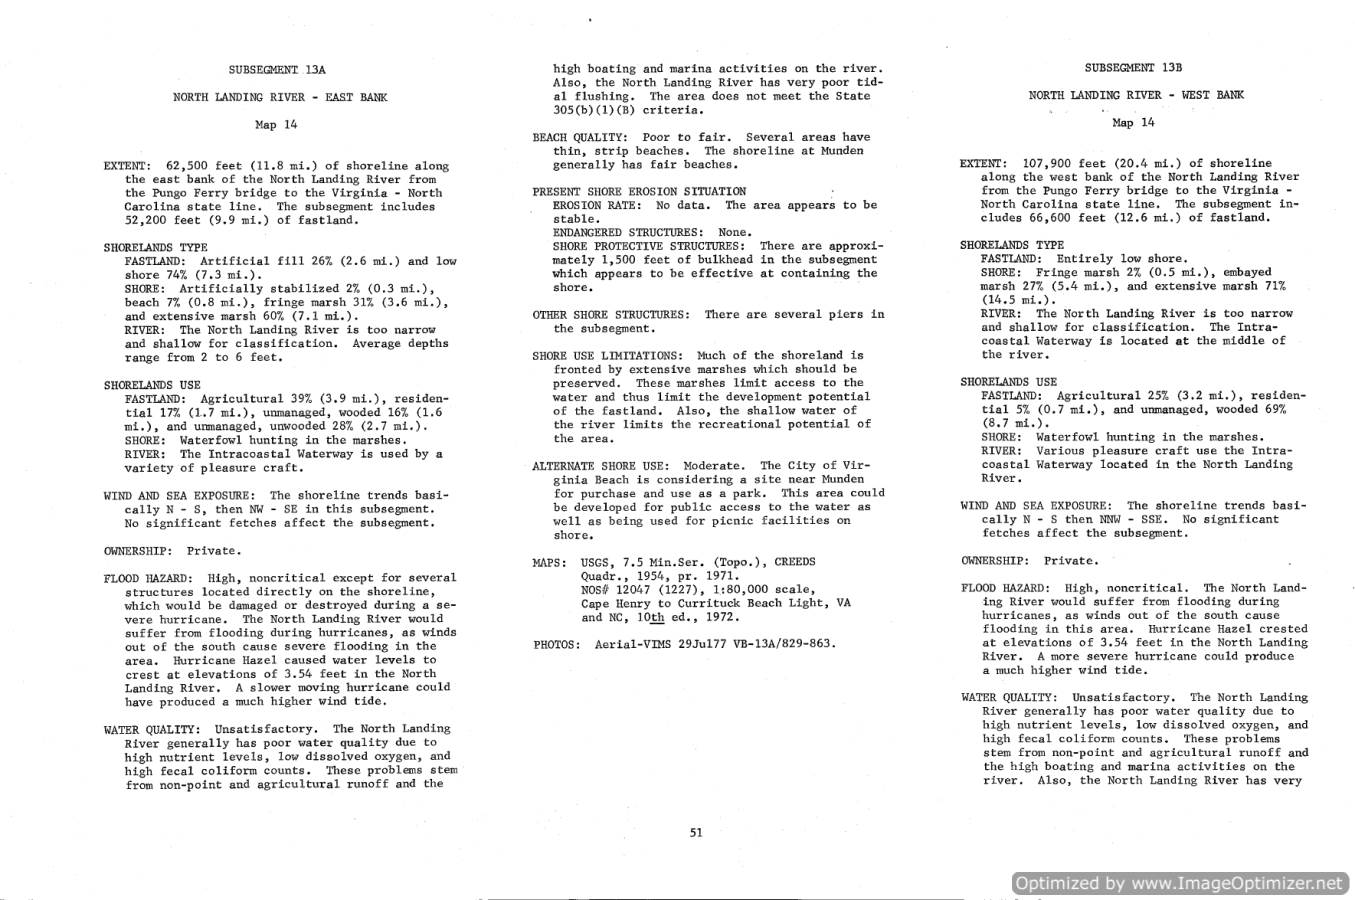 SUBSEGMENT 13A
NORTH LANDING RIVER - EAST BANK
Map 14
EXTENT: 62,500 feet (11.8 mi.) of shoreline along
the east bank of the North Landing River from
the Pungo Ferry bridge to the Virginia - North
Carolina state line. The subsegment includes
52,200 feet (9.9 mi.) of fastland.
SHORELANDS TYPE
FASTLAND: Artificial fill 26% (2.6 mi.) and low
shore 74% (7.3 mi.).
SHORE: Artificially stabilized 2% (0.3 mi.),
beach 7% (0.8 mi.), fringe marsh 31% (3.6 mi.),
and extensive marsh 60% (7.1 mi.).
RIVER: The North Landing River is too narrow
and shallow for classification. Average depths
range from 2 to 6 feet.
SHORELANDS USE
FASTLAND: Agricultural 39% (3.9 mi.), residen-
tial 17% (1.7 mi.), unmanaged, wooded 16% (1.6
mi.), and unmanaged, unwooded 28% (2.7 mi.).
SHORE: Waterfowl hunting in the marshes.
RIVER: The Intracoastal Waterway is used by a
variety of pleasure craft.
WIND AND SEA EXPOSURE: The shoreline trends basi-
cally N - S, then NW - SE in this subsegment.
No significant fetches affect the subsegment.
OWNERSHIP: Private.
FLOOD HAZARD: High, noncritical except for several
structures located directly on the shoreline,
which would be damaged or destroyed during a se-
vere hurricane. The North Landing River would
suffer from flooding during hurricanes, as winds
out of the south cause severe flooding in the
area. Hurricane Hazel caused water levels to
crest at elevations of 3.54 feet in the North
Landing River. A slower moving hurricane could
have produced a much higher wind tide.
WATER QUALITY: Unsatisfactory. The North Landing
River generally has poor water quality due to
high nutrient levels, low dissolved oxygen, and
high fecal coliform counts. These problems stem
from non-point and agricultural runoff and the
high boating and marina activities on the river.
Also, the North Landing River has very poor tid-
al flushing. The area does not meet the State
305(b)(1)(B) criteria.
BEACH QUALITY: Poor to fair. Several areas have
thin, strip beaches. The shoreline at Munden
generally has fair beaches.
PRESENT SHORE EROSION SITUATION
EROSION RATE: No data. The area appears to be
stable.
ENDANGERED STRUCTURES: None.
SHORE PROTECTIVE STRUCTURES: There are approxi-
mately 1,500 feet of bulkhead in the subsegment
which appears to be effective at containing the
shore.
OTHER SHORE STRUCTURES: There are several piers in
the subsegment.
SHORE USE LIMITATIONS: Much of the shoreland is
fronted by extensive marshes which should be
preserved. These marshes limit access to the
water and thus limit the development potential
of the fastland. Also, the shallow water of
the river limits the recreational potential of
the area.
ALTERNATE SHORE USE: Moderate. The City of Vir-
ginia Beach is considering a site near Munden
for purchase and use as a park. This area could
be developed for public access to the water as
well as being used for picnic facilities on
shore.
MAPS: USGS, 7.5 Min.Ser. (Topo.), CREEDS
Quadr., 1954, pr. 1971.
NOS# 12047 (1227), 1:80,000 scale,
Cape Henry to Currituck Beach Light, VA
and NC, 10th ed., 1972.
PHOTOS: Aerial-VIMS 29Jul77 VB-13A/829-863.
SUBSEGMENT 13B
NORTH LANDING RIVER - WEST BANK
Map 14
EXTENT: 107,900 feet (20.4 mi.) of shoreline
along the west bank of the North Landing River
from the Pungo Ferry bridge to the Virginia -
North Carolina state line. The subsegment in-
cludes 66,600 feet (12.6 mi.) of fastland.
SHORELANDS TYPE
FASTLAND: Entirely low shore.
SHORE: Fringe marsh 2% (0.5 mi.), embayed
marsh 27% (5.4 mi.), and extensive marsh 71%
(14.5 mi.).
RIVER: The North Landing River is too narrow
and shallow for classification. The Intra-
coastal Waterway is located at the middle of
the river.
SHORELANDS USE
FASTLAND: Agricultural 25% (3.2 mi.), residen-
tial 5% (0.7 mi.), and unmanaged, wooded 69%
(8.7 mi.).
SHORE: Waterfowl hunting in the marshes.
RIVER: Various pleasure craft use the Intra-
coastal Waterway located in the North Landing
River.
WIND AND SEA EXPOSURE: The shoreline trends basi-
cally N - S then NNW - SSE. No significant
fetches affect the subsegment.
OWNERSHIP: Private.
FLOOD HAZARD: High, noncritical. The North Land-
ing River would suffer from flooding during
hurricanes, as winds out of the south cause
flooding in this area. Hurricane Hazel crested
at elevations of 3.54 feet in the North Landing
River. A more severe hurricane could produce
a much higher wind tide.
WATER QUALITY: Unsatisfactory. The North Landing
River generally has poor water quality due to
high nutrient levels, low dissolved oxygen, and
high fecal coliform counts. These problems
stem from non-point and agricultural runoff and
the high boating and marina activities on the
river. Also, the North Landing River has very
51
Optimized by www.ImageOptimizer.net